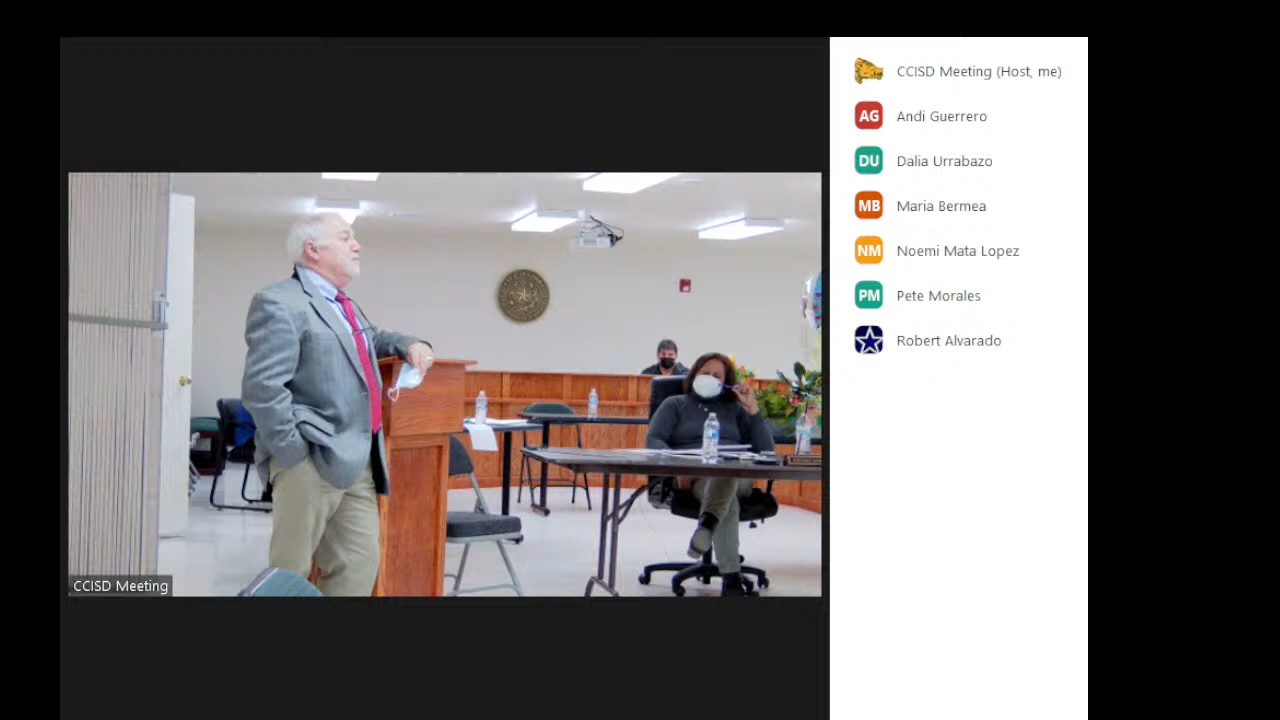 CCISD Meeting (Host, me)
AG Andi Guerrero
DU Dalia Urrabazo
MB Maria Bermea
NM Noemi Mata Lopez
PM Pete Morales
Robert Alvarado
CCISD Meeting